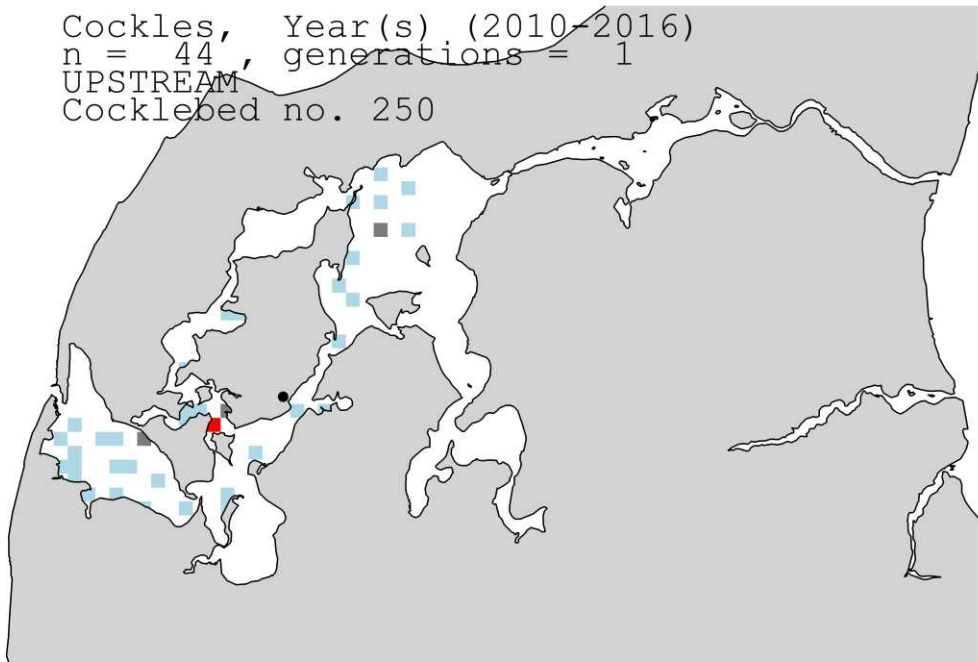 Cockles, Year(s) (2010-2016)
n = 44 , generations = 1
UPSTREAM
Cocklebed no. 250